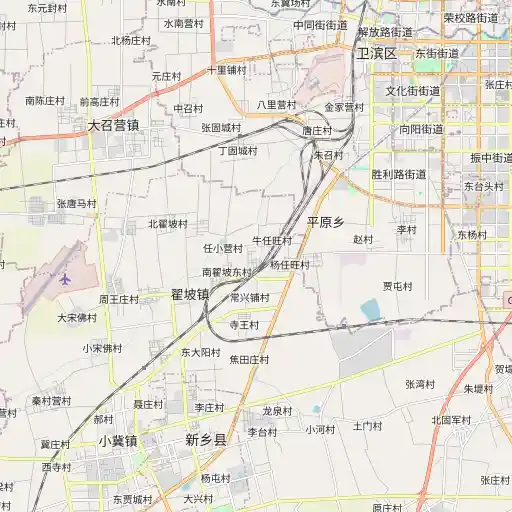 东元封村
水南村
东冀场村
荣校路街道
水南营村
中同街街道
解放路街道
北杨庄村
卫滨区
东街街道
十里铺村
元庄村
张庄村
文化街街道
南陈庄村
前高庄村
中召村
八里营村
金家营村
大召营镇
张固城村
唐庄村
向阳街道
丁固城村
朱召村
振中街道
胜利路街道
东台头村
张唐马村
北翟坡村
平原乡
李村
东杨村
任小营村
牛任旺村
赵村
南翟坡东村
杨任旺村
周王庄村
翟坡镇
常兴铺村
贾屯村
大宋佛村
寺王村
小宋佛村
东大阳村
焦田庄村
贺堤
张湾村
朱堤村
秦村营村
聂庄村
李庄村
龙泉村
郝村
北固军村
土门村
小河村
李台村
冀庄村
小冀镇
新乡县
西寺村
杨屯村
张庄村
梁村
东贾城村
大兴村
原庄村